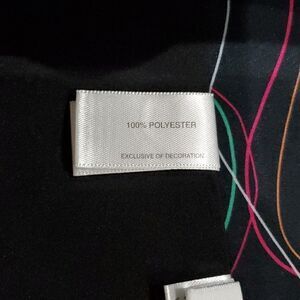 100% POLYESTER
EXCLUSIVE OF DECORATION